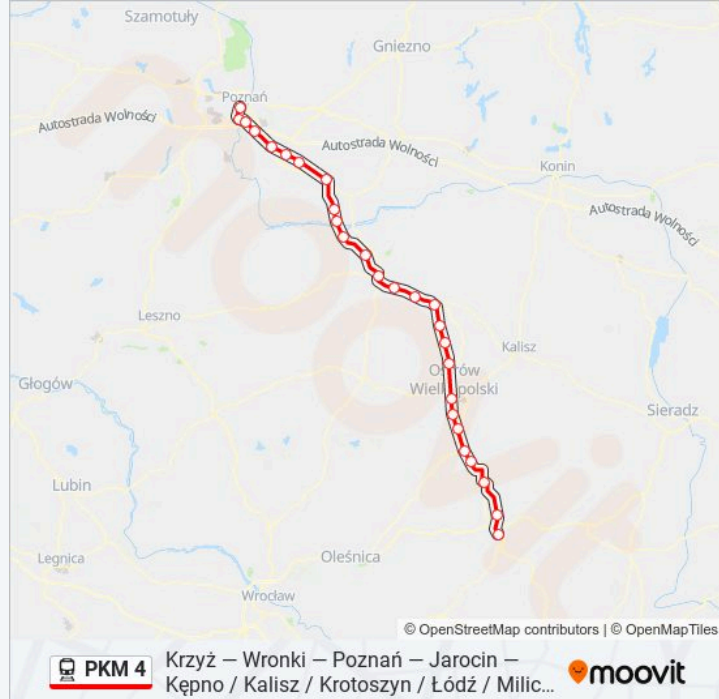 Szamotuły
Gniezno
Poznań
Autostrada Wolności
Autostrada Wolności
Konin
Autostrada Wolności
Leszno
Kalisz
Głogów
Ostrów
Wielkopolski
Sieradz
Lubin
Legnica
Oleśnica
Wrocław
© OpenStreetMap contributors | © OpenMapTiles
PKM 4
Krzyż — Wronki — Poznań — Jarocin —
Kępno / Kalisz / Krotoszyn / Łódź / Milic…
moovit
moovit